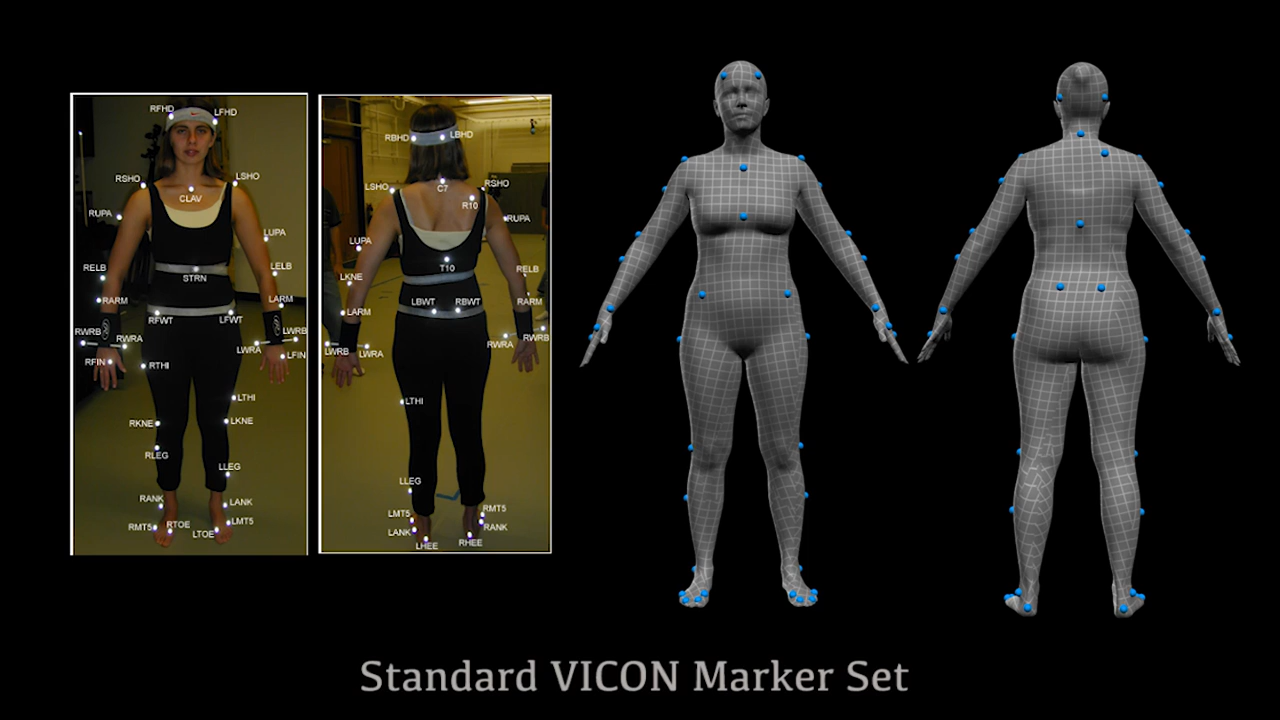 RFHD LFHD
RSHO LSHO
CLAV
RUPA
LUPA
RELB LELB
STRN
RARM LARM
RFWT LFWT
RWRB RWRA LWRA LWRB
RFIN LFIN
RTHI
LTHI
RKNE LKNE
RLEG
LLEG
RANK LANK
RMT5 RTOE LTOE LMT5
RBHD LBHD
LSHO C7 RSHO
R10
RUPA
LUPA
T10
LKNE RELB
LBWT RBWT RARM
LARM
LWRB LWRA RWRA RWRB
LTHI
LLEG
LMT5 RMT5
LANK RANK
LHEE RHEE
Standard VICON Marker Set